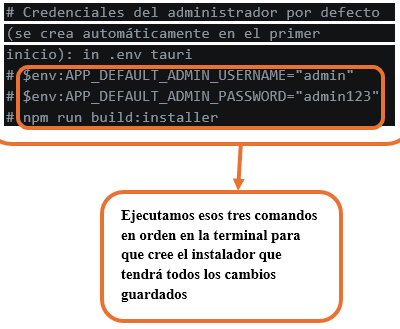 # Credenciales del administrador por defecto
(se crea automáticamente en el primer
inicio): in .env tauri
# $env:APP_DEFAULT_ADMIN_USERNAME="admin"
# $env:APP_DEFAULT_ADMIN_PASSWORD="admin123"
# npm run build:installer
Ejecutamos esos tres comandos
en orden en la terminal para
que cree el instalador que
tendrá todos los cambios
guardados